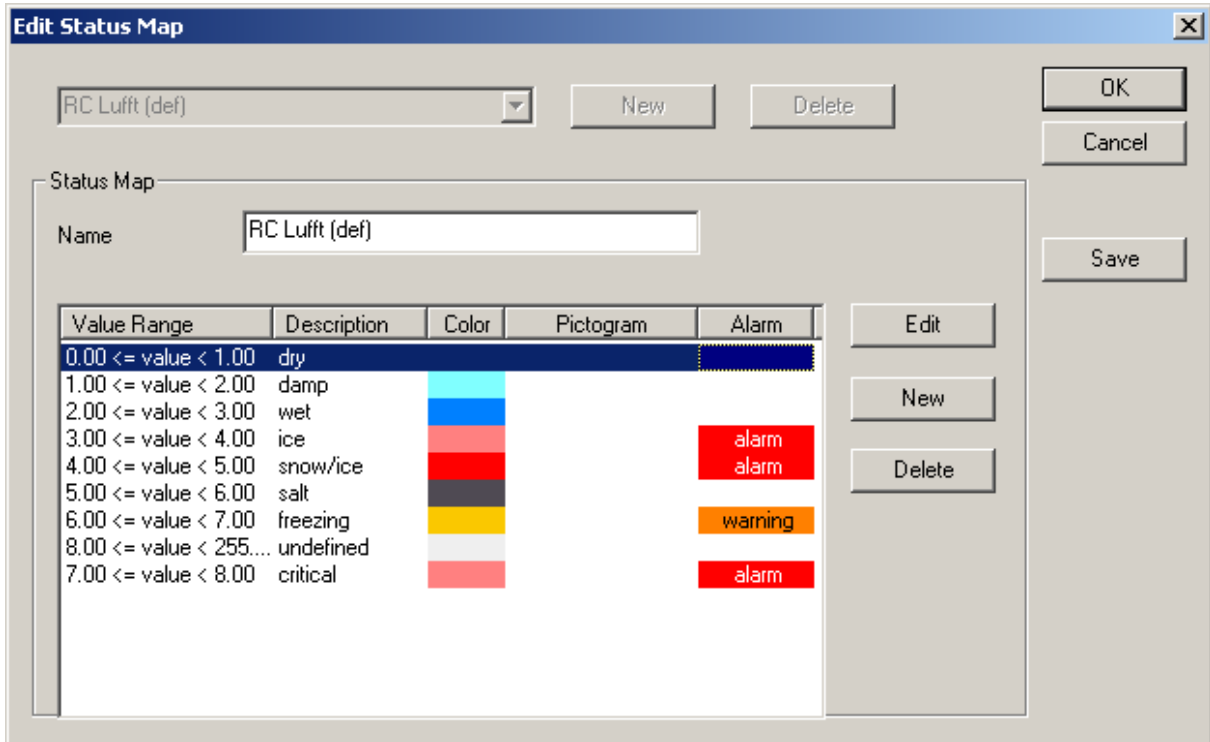 Edit Status Map
RC Lufft (def) New Delete OK
Cancel
Status Map
Name RC Lufft (def)
Save
Value Range Description Color Pictogram Alarm Edit
0.00 <= value < 1.00 dry
1.00 <= value < 2.00 damp
2.00 <= value < 3.00 wet New
3.00 <= value < 4.00 ice alarm
4.00 <= value < 5.00 snow/ice alarm Delete
5.00 <= value < 6.00 salt
6.00 <= value < 7.00 freezing warning
8.00 <= value < 255.... undefined
7.00 <= value < 8.00 critical alarm